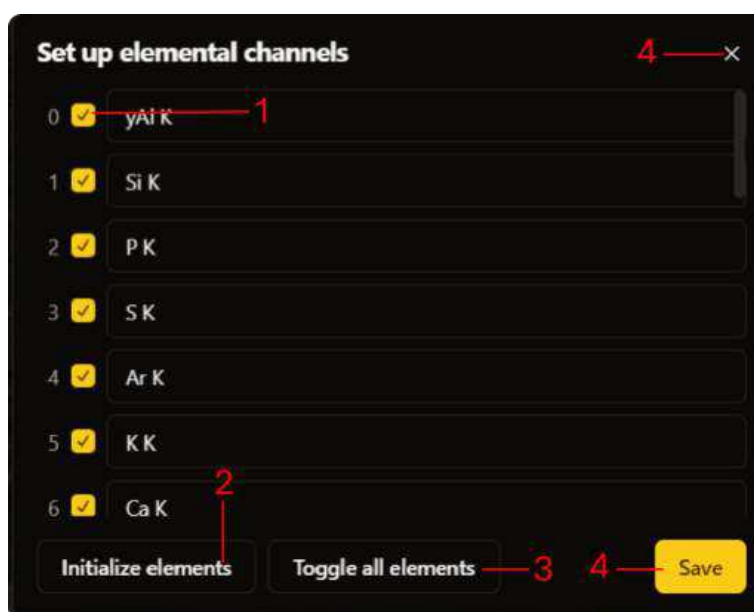 Set up elemental channels 4
0 yAl K 1
1 Si K
2 P K
3 S K
4 Ar K
5 K K
2
6 Ca K
Initialize elements Toggle all elements 3 4 Save